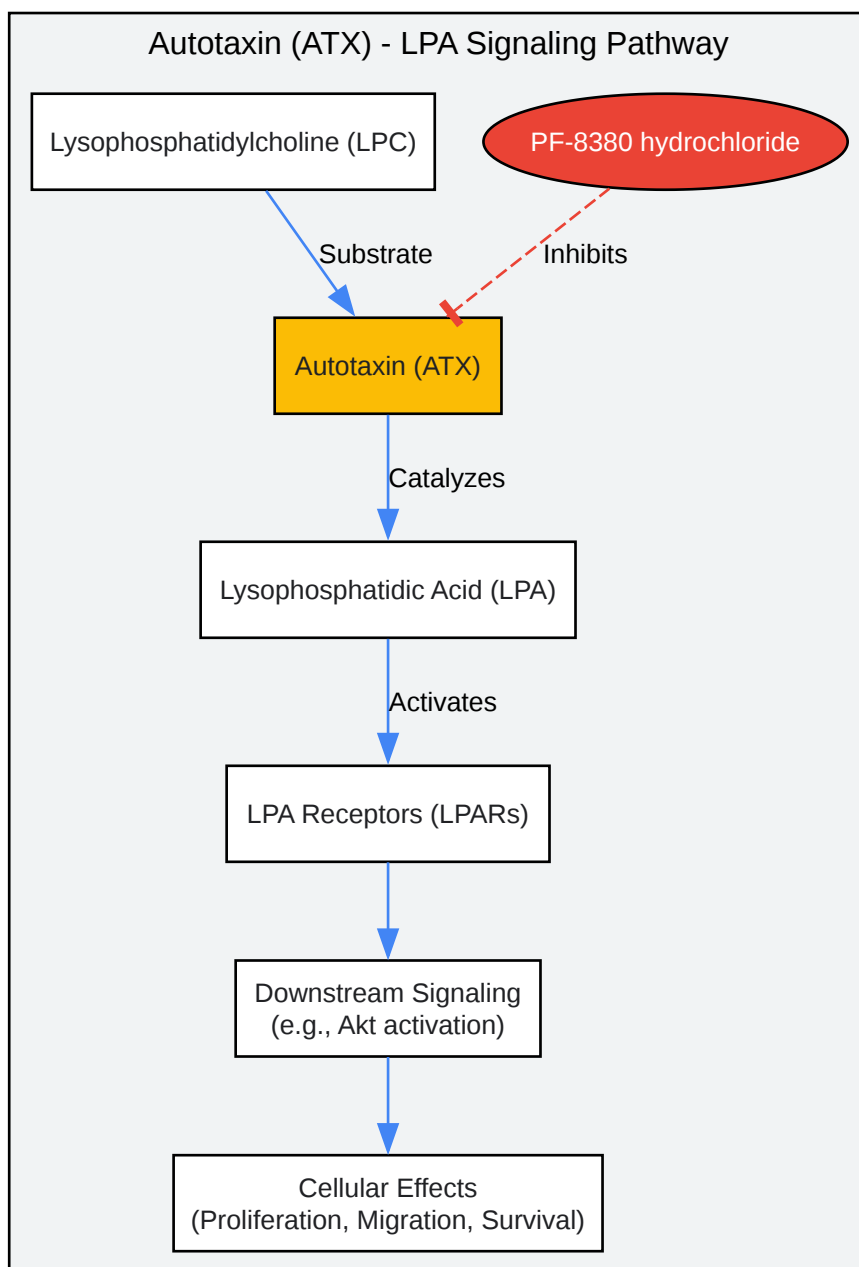 Autotaxin (ATX) - LPA Signaling Pathway
Lysophosphatidylcholine (LPC)
PF-8380 hydrochloride
Substrate
Inhibits
Autotaxin (ATX)
Catalyzes
Lysophosphatidic Acid (LPA)
Activates
LPA Receptors (LPARs)
Downstream Signaling
(e.g., Akt activation)
Cellular Effects
(Proliferation, Migration, Survival)